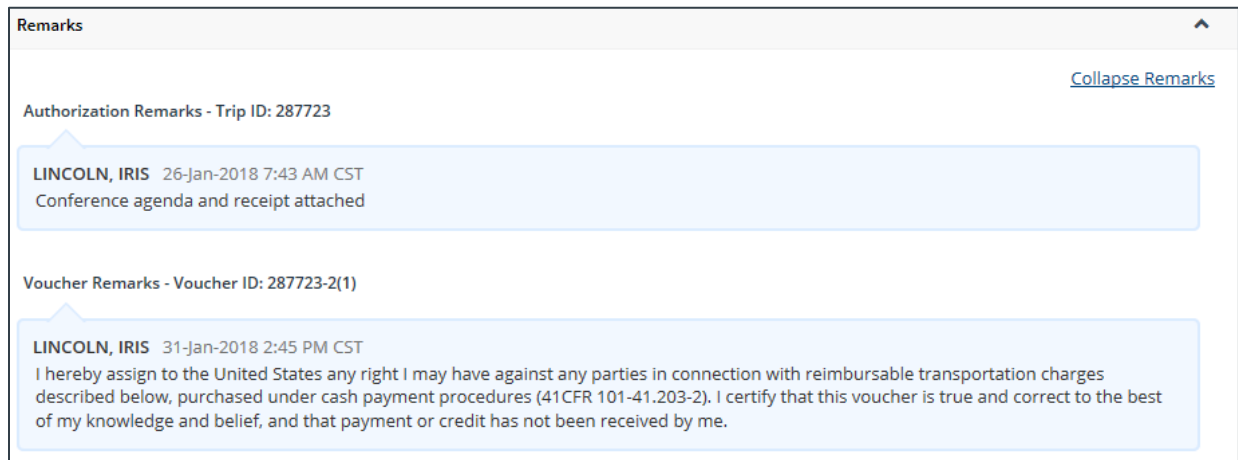 Remarks
Collapse Remarks
Authorization Remarks - Trip ID: 287723
LINCOLN, IRIS 26-Jan-2018 7:43 AM CST
Conference agenda and receipt attached
Voucher Remarks - Voucher ID: 287723-2(1)
LINCOLN, IRIS 31-Jan-2018 2:45 PM CST
I hereby assign to the United States any right I may have against any parties in connection with reimbursable transportation charges
described below, purchased under cash payment procedures (41CFR 101-41.203-2). I certify that this voucher is true and correct to the best
of my knowledge and belief, and that payment or credit has not been received by me.